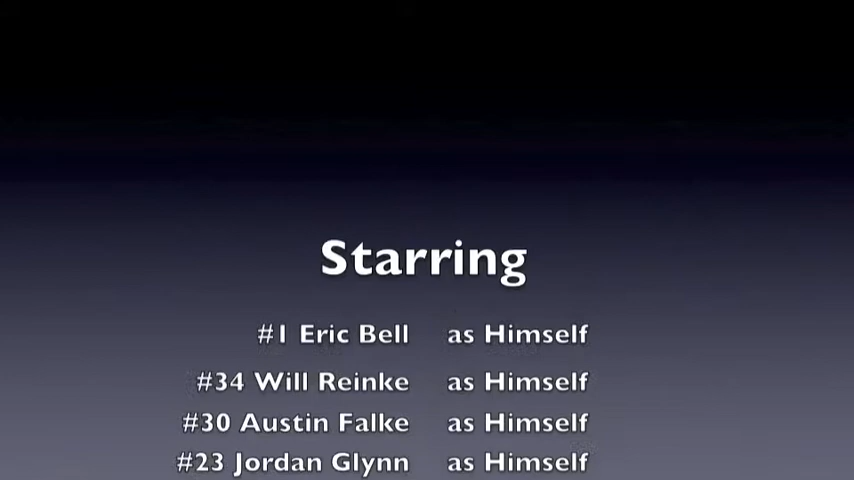 Starring
#1 Eric Bell as Himself
#34 Will Reinke as Himself
#30 Austin Falke as Himself
#23 Jordan Glynn as Himself